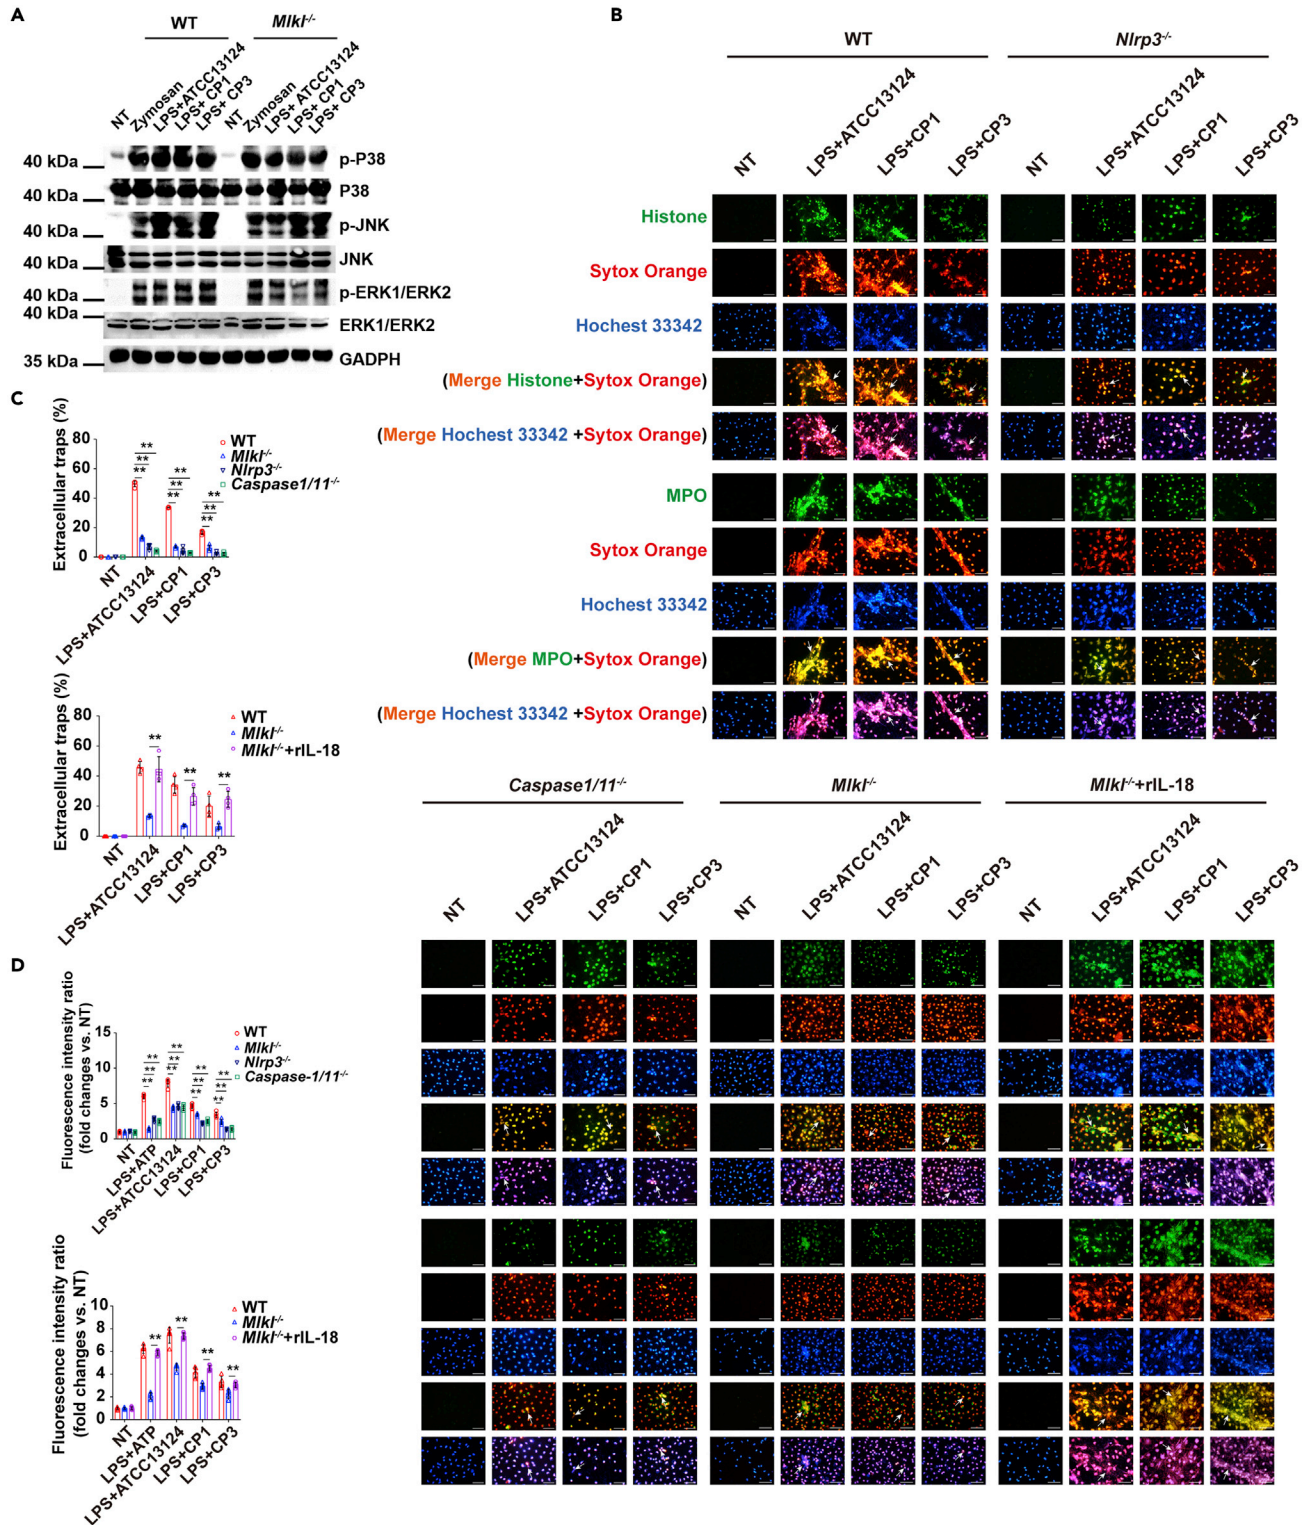 A
WT
Mlkl-/-
NT
Zymosan
LPS+ATCC13124
LPS+ CP1
LPS+ CP3
NT
Zymosan
LPS+ATCC13124
LPS+ CP1
LPS+ CP3
40 kDa
p-P38
40 kDa
P38
40 kDa
p-JNK
40 kDa
JNK
40 kDa
p-ERK1/ERK2
40 kDa
ERK1/ERK2
35 kDa
GADPH
B
WT
Nlrp3-/-
NT
LPS+ATCC13124
LPS+CP1
LPS+CP3
NT
LPS+ATCC13124
LPS+CP1
LPS+CP3
Histone
Sytox Orange
Hochest 33342
(Merge Histone+Sytox Orange)
(Merge Hochest 33342 +Sytox Orange)
MPO
Sytox Orange
Hochest 33342
(Merge MPO+Sytox Orange)
(Merge Hochest 33342 +Sytox Orange)
Caspase1/11-/-
Mlkl-/-
Mlkl-/-+rIL-18
NT
LPS+ATCC13124
LPS+CP1
LPS+CP3
NT
LPS+ATCC13124
LPS+CP1
LPS+CP3
NT
LPS+ATCC13124
LPS+CP1
LPS+CP3
C
Extracellular traps (%)
80
60
40
20
0
WT
Mlkl-/-
Nlrp3-/-
Caspase1/11-/-
**
**
**
**
**
**
**
**
**
NT
LPS+ATCC13124
LPS+CP1
LPS+CP3
Extracellular traps (%)
80
60
40
20
0
WT
Mlkl-/-
Mlkl-/-+rIL-18
**
**
**
NT
LPS+ATCC13124
LPS+CP1
LPS+CP3
D
Fluorescence intensity ratio
(fold changes vs. NT)
15
10
5
0
WT
Mlkl-/-
Nlrp3-/-
Caspase-1/11-/-
**
**
**
**
**
**
**
**
**
**
**
**
NT
LPS+ATP
LPS+ATCC13124
LPS+CP1
LPS+CP3
Fluorescence intensity ratio
(fold changes vs. NT)
10
8
6
4
2
0
WT
Mlkl-/-
Mlkl-/-+rIL-18
**
**
**
**
NT
LPS+ATP
LPS+ATCC13124
LPS+CP1
LPS+CP3